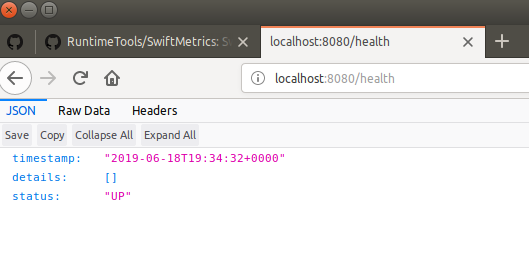 RuntimeTools/SwiftMetrics: S
localhost:8080/health
localhost:8080/health
JSON Raw Data Headers
Save Copy Collapse All Expand All
timestamp: "2019-06-18T19:34:32+0000"
details: []
status: "UP"